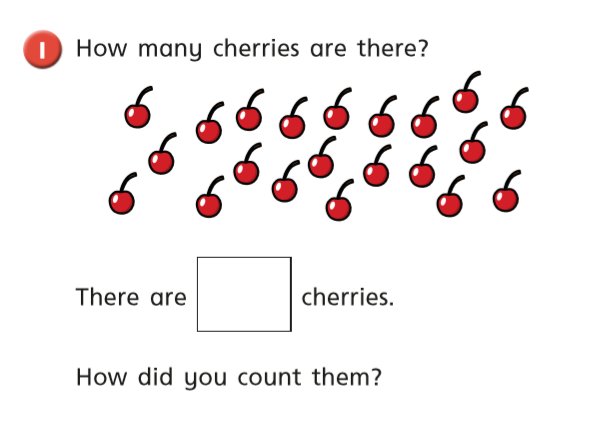 1 How many cherries are there?
There are cherries.
How did you count them?